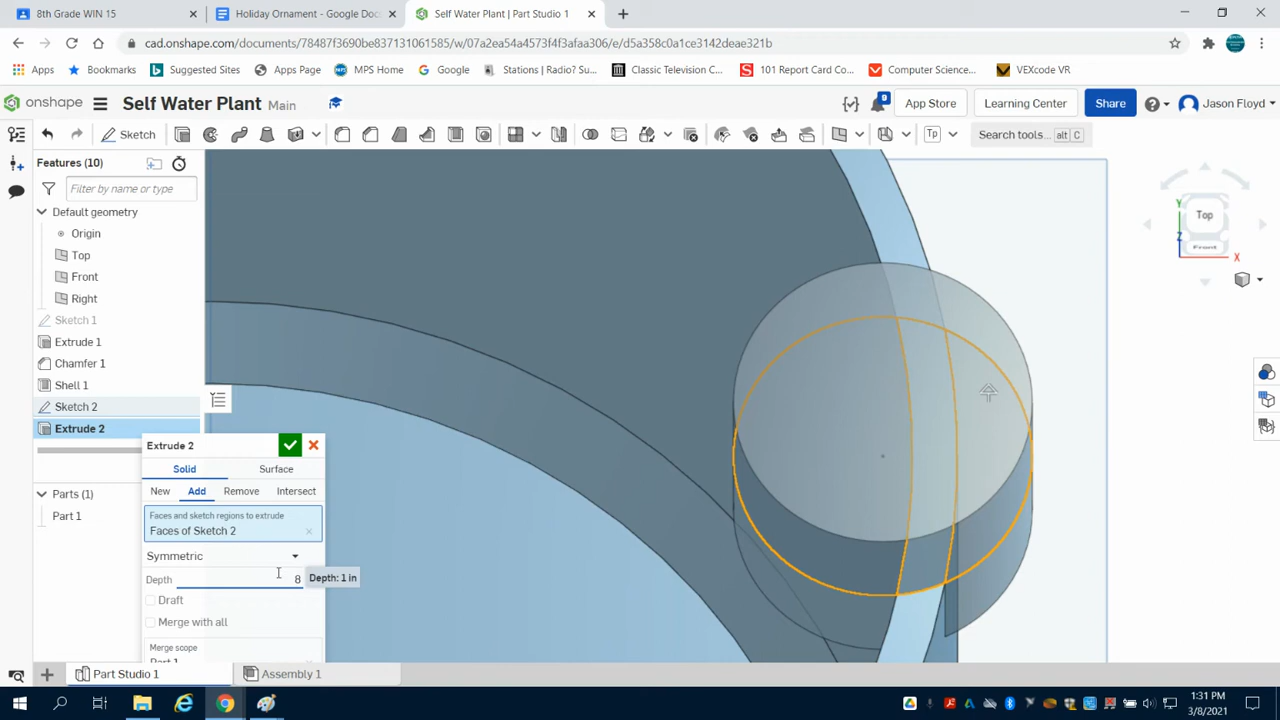 8th Grade WIN 15
Holiday Ornament - Google Doc
Self Water Plant | Part Studio 1
cad.onshape.com/documents/78487f3690be837131061585/w/07a2ea54a4573f4f3afaa306/e/d5a358c0a1ce3142deae321b
Apps
Bookmarks
Suggested Sites
Apps Page
MPS Home
Google
Stations | Radio? Su...
Classic Television C...
101 Report Card Co...
Computer Science...
VEXcode VR
onshape
Self Water Plant Main
App Store
Learning Center
Share
Jason Floyd
Sketch
Tp
Search tools... alt C
Features (10)
Filter by name or type
Default geometry
Origin
Top
Front
Right
Sketch 1
Extrude 1
Chamfer 1
Shell 1
Sketch 2
Extrude 2
Parts (1)
Part 1
Extrude 2
Solid
Surface
New
Add
Remove
Intersect
Faces and sketch regions to extrude
Faces of Sketch 2
Symmetric
Depth
8
Depth: 1 in
Draft
Merge with all
Merge scope
Part 1
Top
Front
Y
Z
X
Part Studio 1
Assembly 1
1:31 PM
3/8/2021